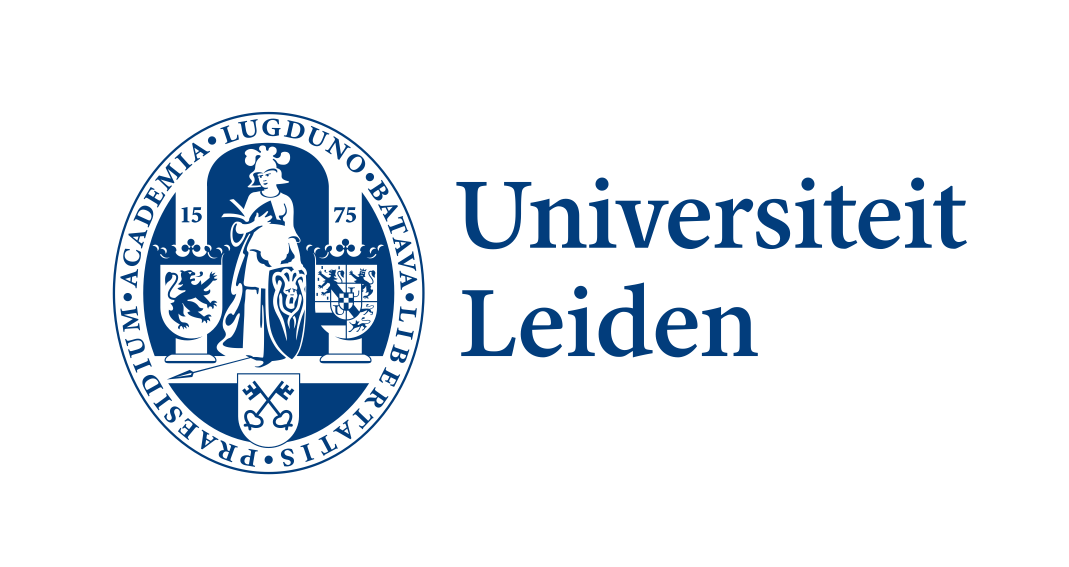 ACADEMIA · LUGDUNO · BATAVA · LIBERTATIS · PRAESIDIUM ·
15 75
Universiteit
Leiden